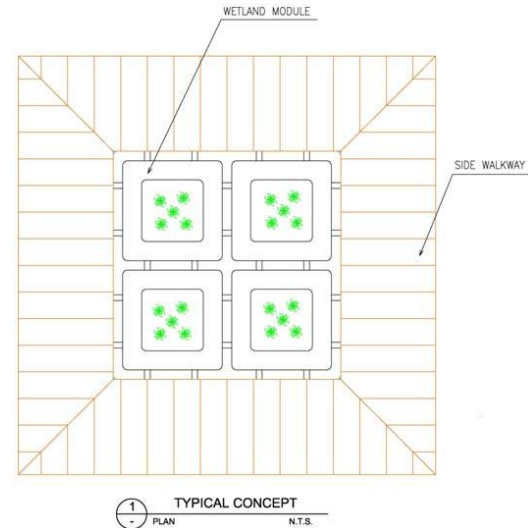 WETLAND MODULE
SIDE WALKWAY
1
-
TYPICAL CONCEPT
PLAN N.T.S.